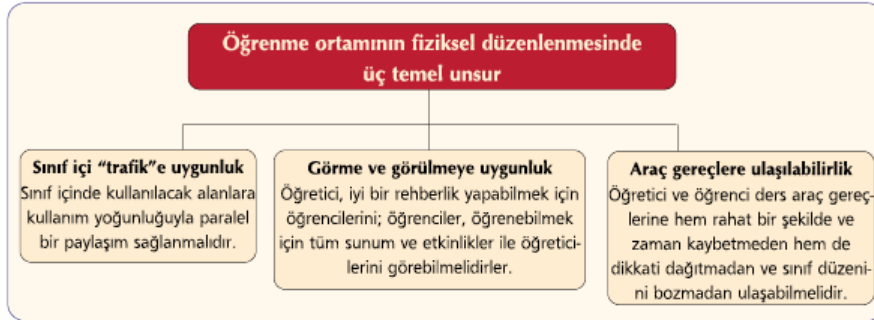 Öğrenme ortamının fiziksel düzenlenmesinde
üç temel unsur
Sınıf içi “trafik”e uygunluk
Sınıf içinde kullanılacak alanlara
kullanım yoğunluğuyla paralel
bir paylaşım sağlanmalıdır.
Görme ve görülmeye uygunluk
Öğretici, iyi bir rehberlik yapabilmek için
öğrencilerini; öğrenciler, öğrenebilmek
için tüm sunum ve etkinlikler ile öğretici-
lerini görebilmelidirler.
Araç gereçlere ulaşılabilirlik
Öğretici ve öğrenci ders araç gereç-
lerine hem rahat bir şekilde ve
zaman kaybetmeden hem de
dikkati dağıtmadan ve sınıf düzeni-
ni bozmadan ulaşabilmelidir.